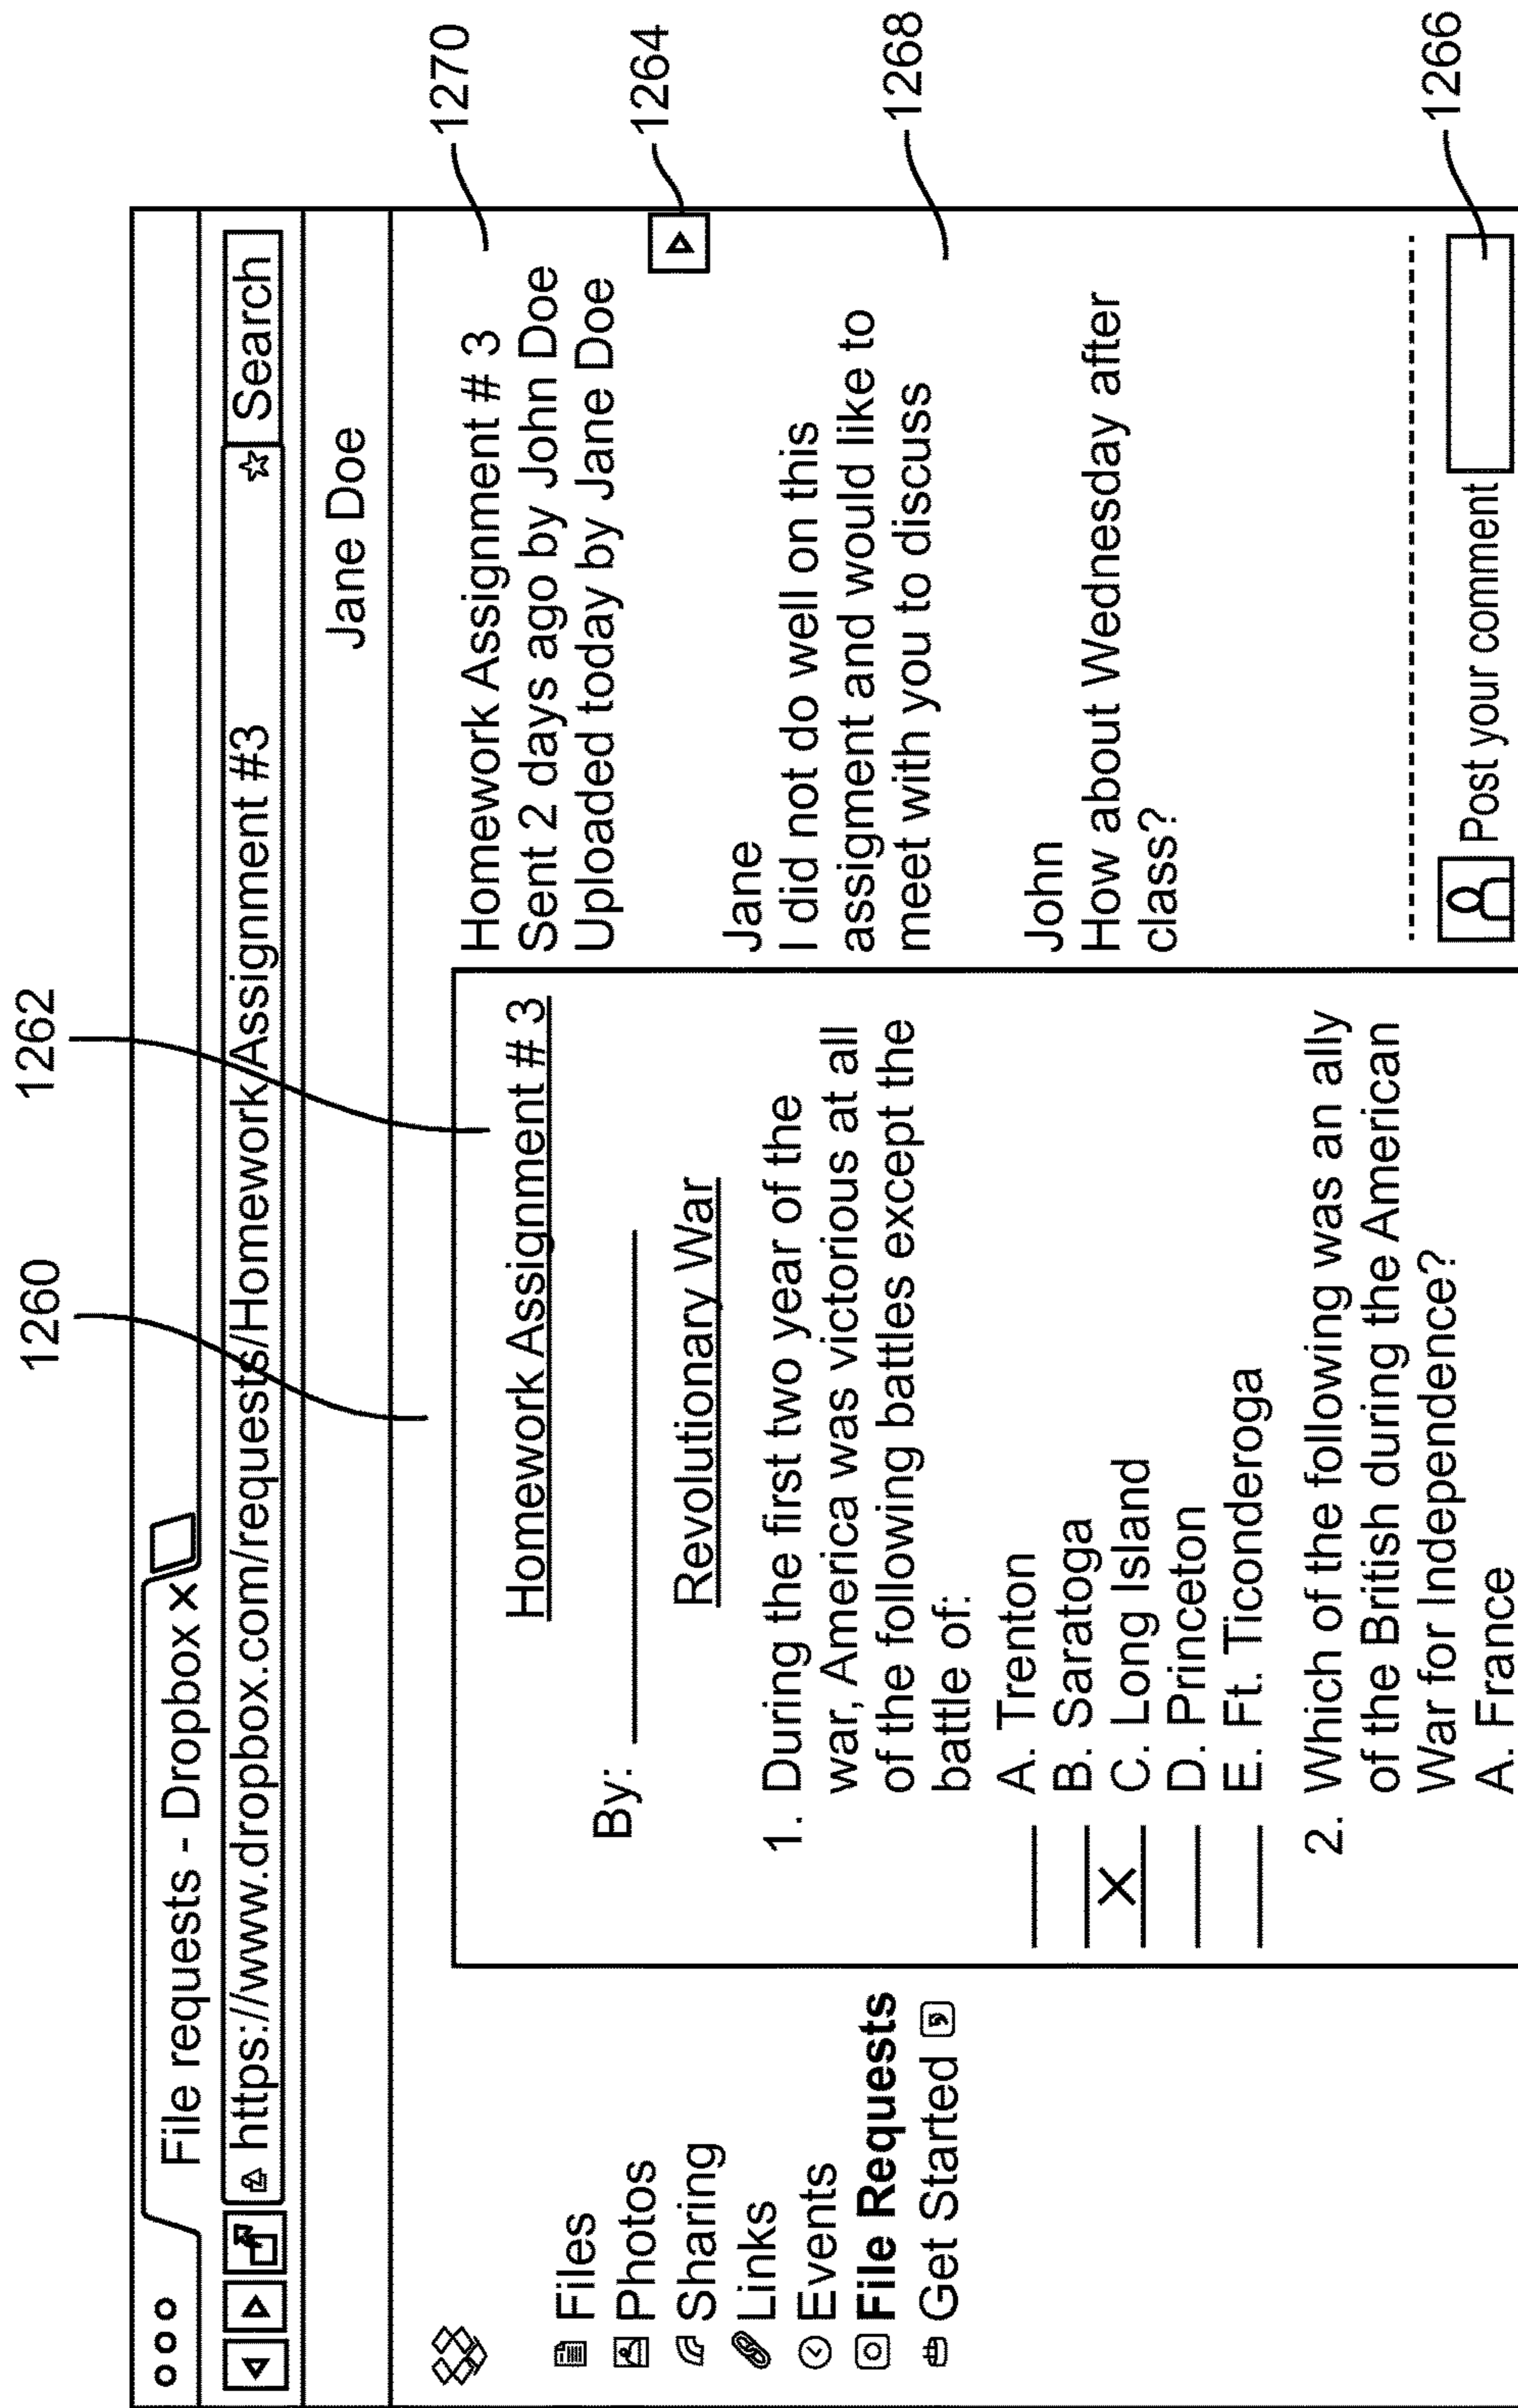 1260
1262
File requests - Dropbox X
https://www.dropbox.com/requests/HomeworkAssignment #3
Search
Jane Doe
Files
Photos
Sharing
Links
Events
File Requests
Get Started
Homework Assignment # 3
By:
Revolutionary War
1. During the first two year of the
war, America was victorious at all
of the following battles except the
battle of:
A. Trenton
B. Saratoga
X C. Long Island
D. Princeton
E. Ft. Ticonderoga
2. Which of the following was an ally
of the British during the American
War for Independence?
A. France
Homework Assignment # 3
Sent 2 days ago by John Doe
Uploaded today by Jane Doe
Jane
I did not do well on this
assigment and would like to
meet with you to discuss
John
How about Wednesday after
class?
Post your comment
1270
1264
1268
1266